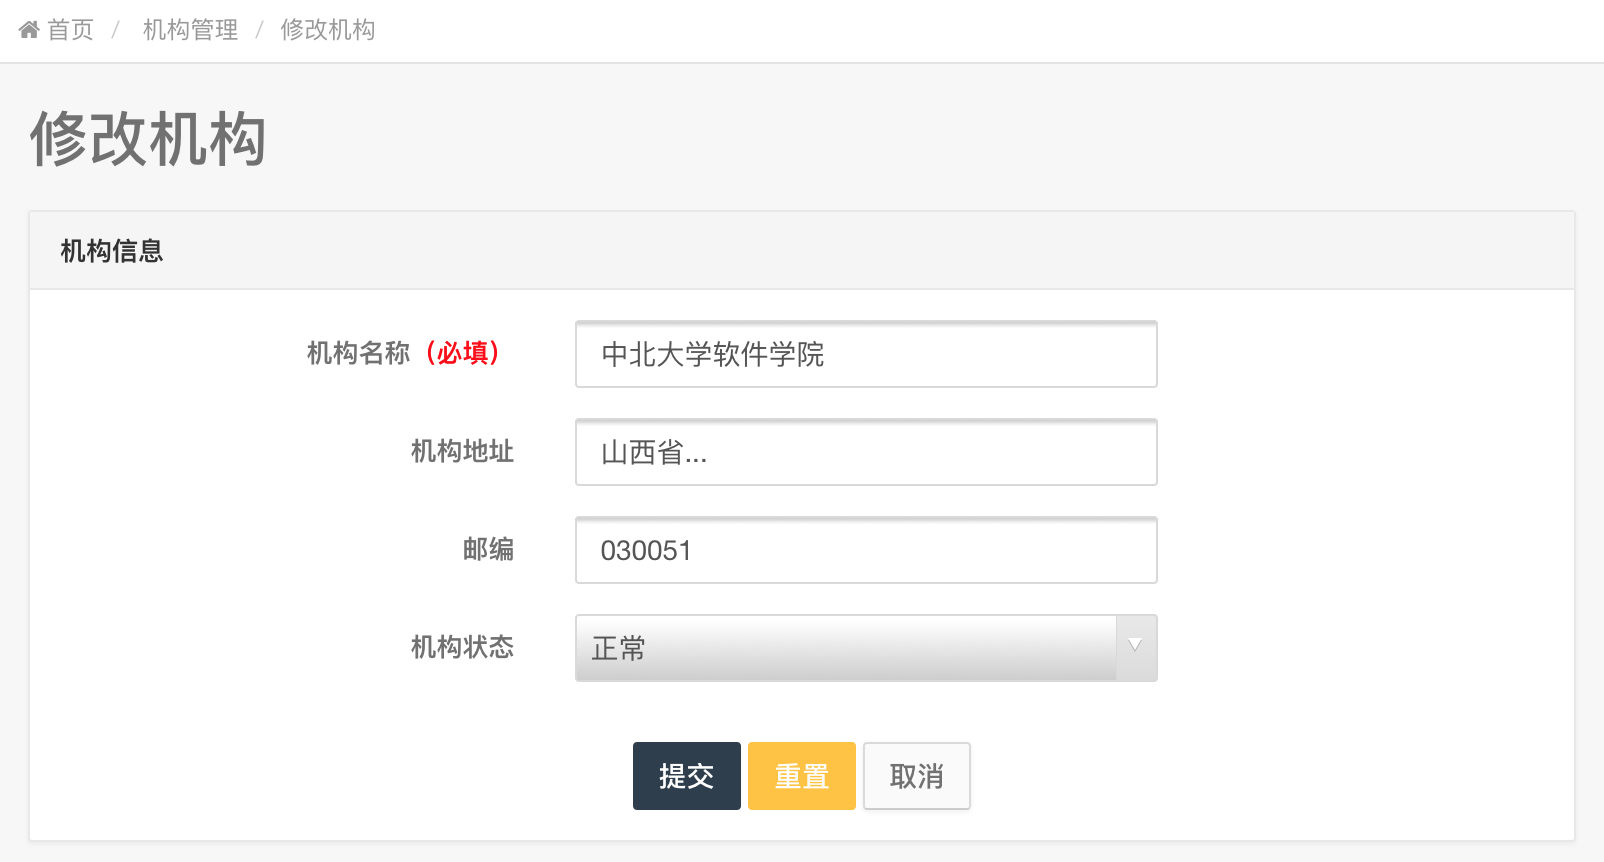 首页 / 机构管理 / 修改机构
修改机构
机构信息
机构名称（必填） 中北大学软件学院
机构地址 山西省...
邮编 030051
机构状态 正常
提交 重置 取消